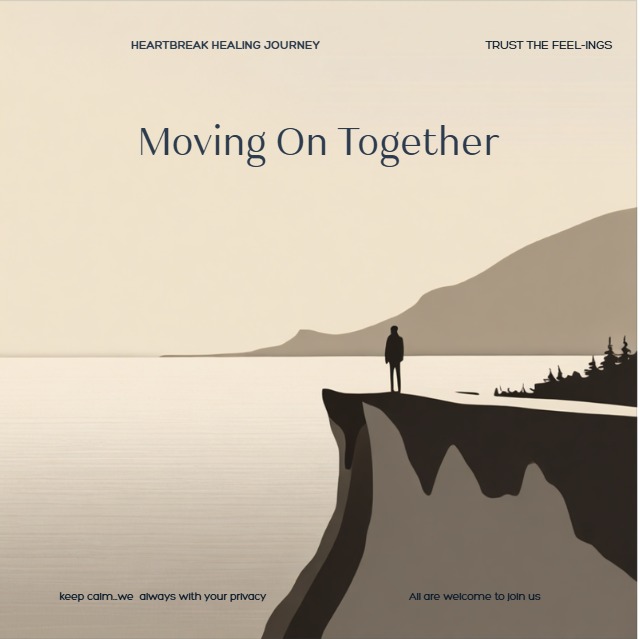 HEARTBREAK HEALING JOURNEY
TRUST THE FEEL-INGS
Moving On Together
keep calm...we always with your privacy
All are welcome to join us